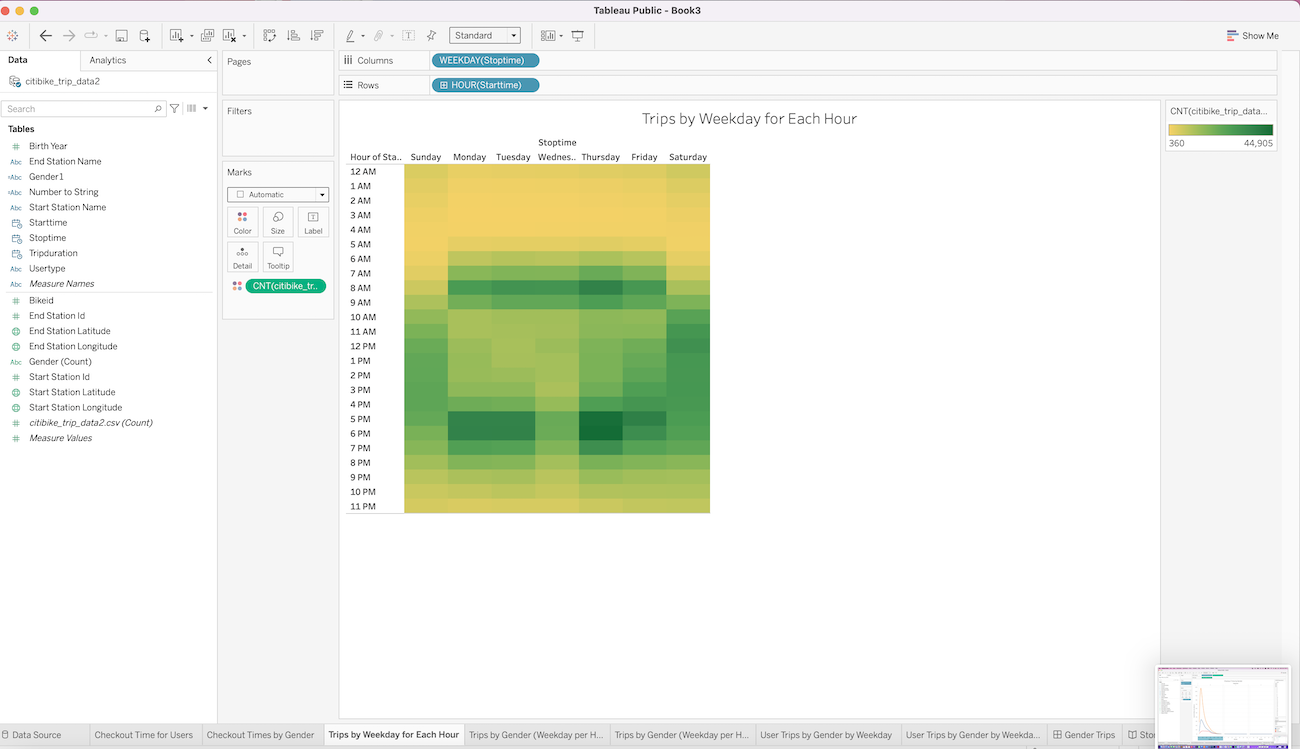 Tableau Public - Book3
Standard
Show Me
Data
Analytics
citibike_trip_data2
Search
Tables
Birth Year
Abc End Station Name
=Abc Gender1
=Abc Number to String
Abc Start Station Name
Starttime
Stoptime
Tripduration
Abc Usertype
Abc Measure Names
Bikeid
End Station Id
End Station Latitude
End Station Longitude
Abc Gender (Count)
Start Station Id
Start Station Latitude
Start Station Longitude
citibike_trip_data2.csv (Count)
Measure Values
Pages
Filters
Marks
Automatic
Color Size Label
Detail Tooltip
CNT(citibike_tr..
Columns WEEKDAY(Stoptime)
Rows HOUR(Starttime)
Trips by Weekday for Each Hour
Stoptime
Hour of Sta.. Sunday Monday Tuesday Wednes.. Thursday Friday Saturday
12 AM
1 AM
2 AM
3 AM
4 AM
5 AM
6 AM
7 AM
8 AM
9 AM
10 AM
11 AM
12 PM
1 PM
2 PM
3 PM
4 PM
5 PM
6 PM
7 PM
8 PM
9 PM
10 PM
11 PM
CNT(citibike_trip_data...
360 44,905
Data Source Checkout Time for Users Checkout Times by Gender Trips by Weekday for Each Hour Trips by Gender (Weekday per H... Trips by Gender (Weekday per H... User Trips by Gender by Weekday User Trips by Gender by Weekda... Gender Trips